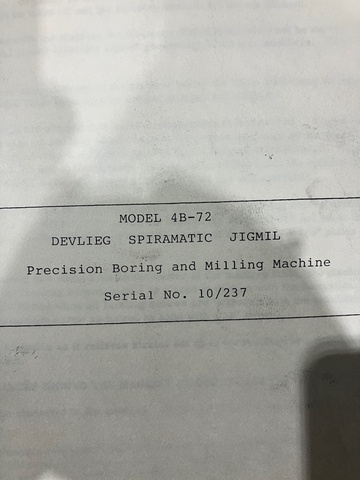 MODEL 4B-72
DEVLIEG SPIRAMATIC JIGMIL
Precision Boring and Milling Machine
Serial No. 10/237